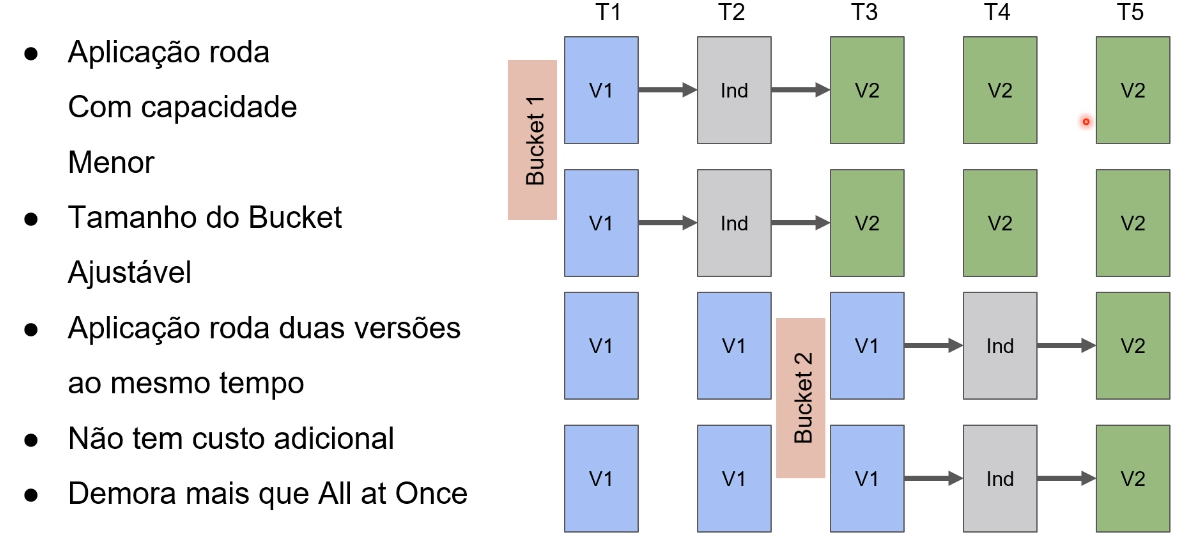 ● Aplicação roda
Com capacidade
Menor
● Tamanho do Bucket
Ajustável
● Aplicação roda duas versões
ao mesmo tempo
● Não tem custo adicional
● Demora mais que All at Once
T1 T2 T3 T4 T5
Bucket 1
V1 Ind V2 V2 V2
V1 Ind V2 V2 V2
Bucket 2
V1 V1 V1 Ind V2
V1 V1 V1 Ind V2